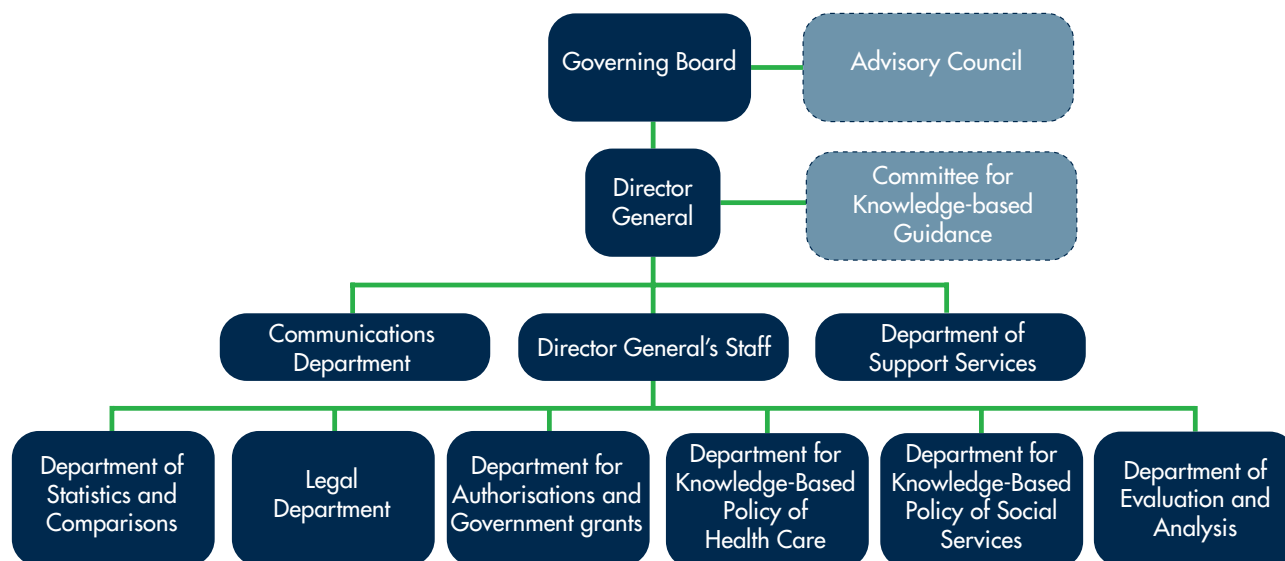 Governing Board
Advisory Council
Director
General
Committee for
Knowledge-based
Guidance
Communications
Department
Director General's Staff
Department of
Support Services
Department of
Statistics and
Comparisons
Legal
Department
Department for
Authorisations and
Government grants
Department for
Knowledge-Based
Policy of
Health Care
Department for
Knowledge-Based
Policy of Social
Services
Department of
Evaluation and
Analysis